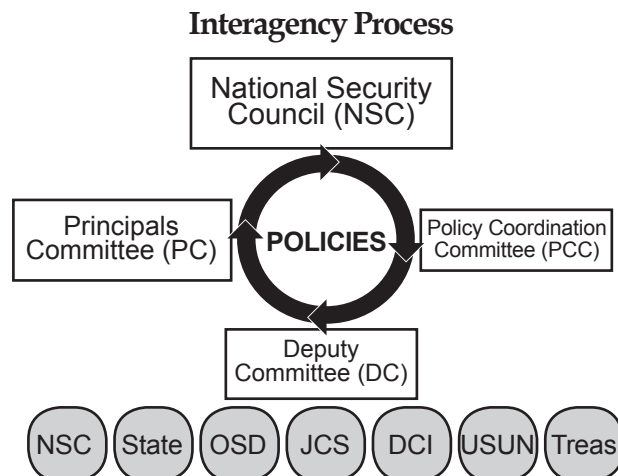 Interagency Process
National Security
Council (NSC)
Principals
Committee (PC)
POLICIES
Policy Coordination
Committee (PCC)
Deputy
Committee (DC)
NSC
State
OSD
JCS
DCI
USUN
Treas